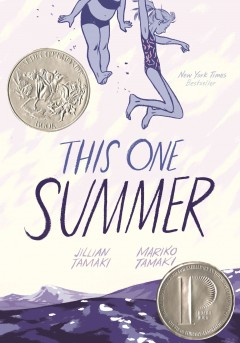 New York Times
Bestseller
THIS ONE
SUMMER
JILLIAN MARIKO
TAMAKI TAMAKI